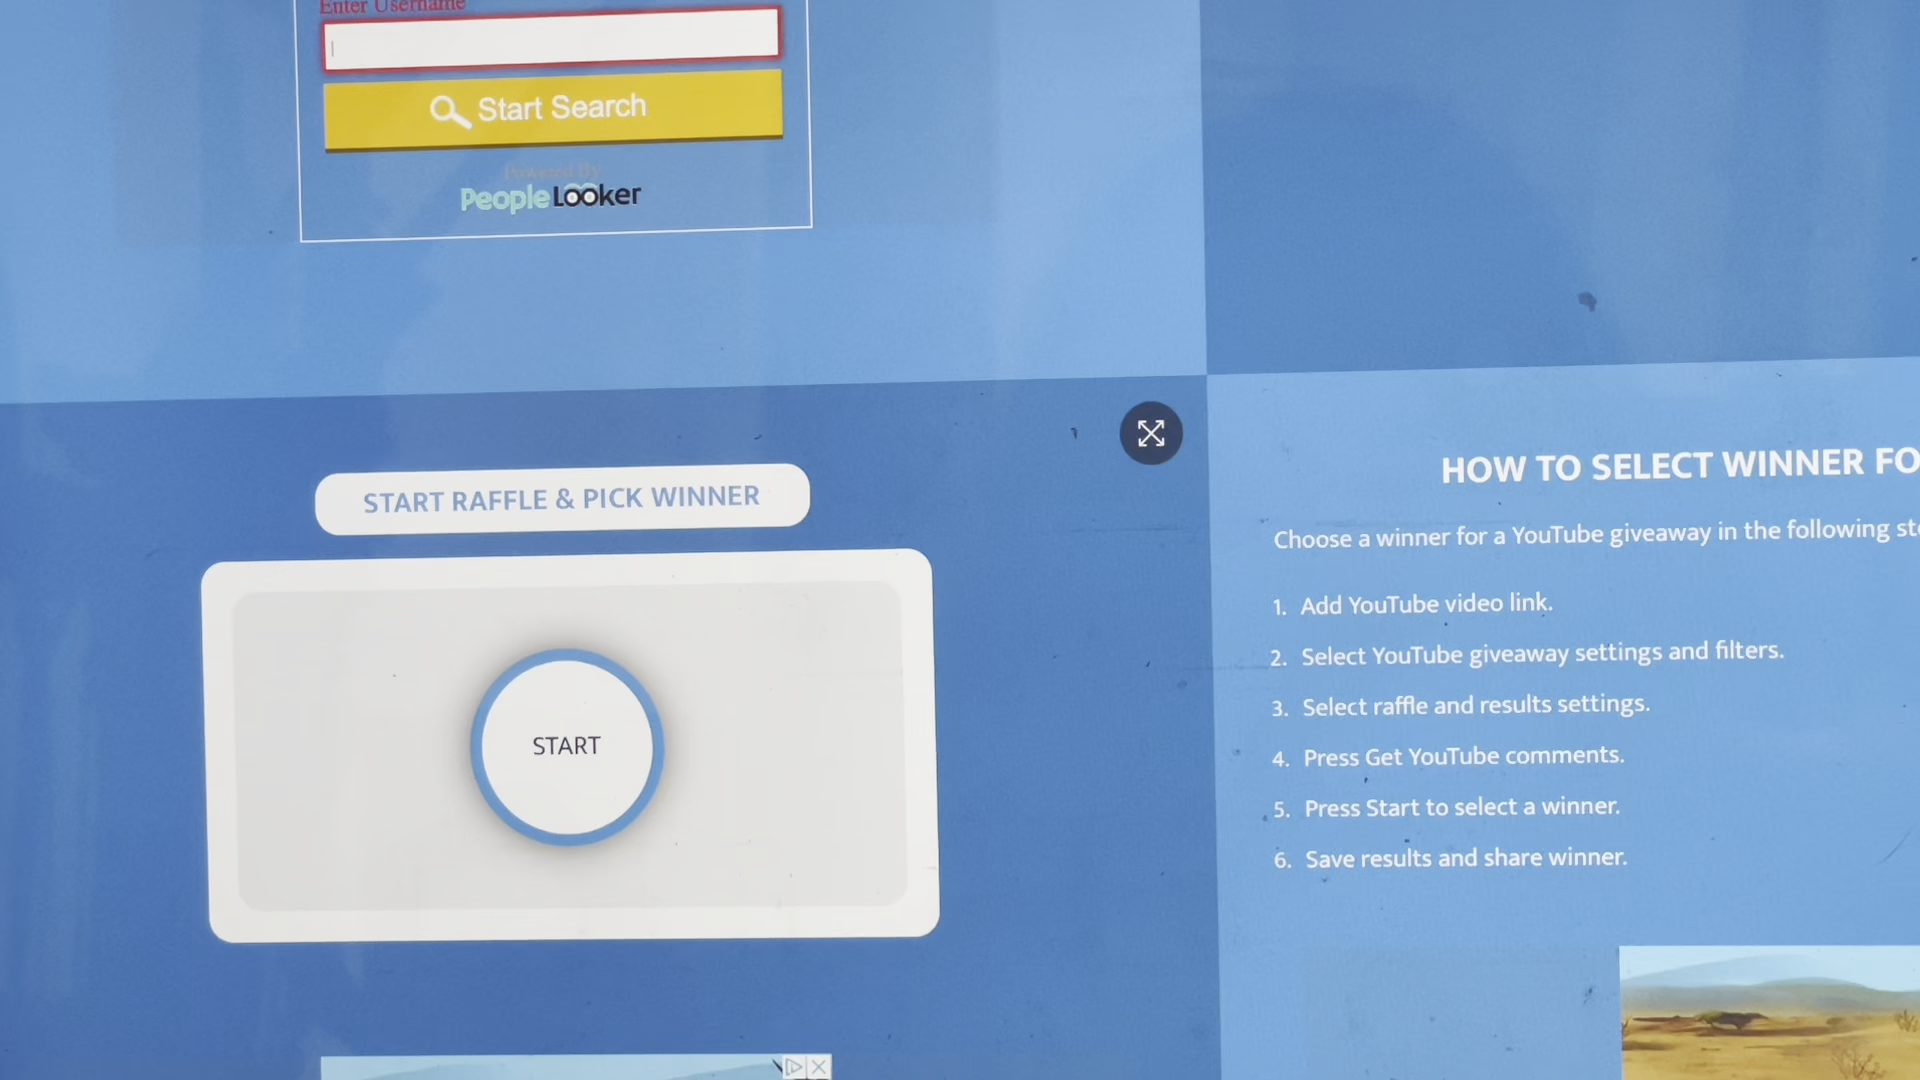 Enter Username
Start Search
Powered By
PeopleLooker
START RAFFLE & PICK WINNER
START
HOW TO SELECT WINNER FO
Choose a winner for a YouTube giveaway in the following st
1. Add YouTube video link.
2. Select YouTube giveaway settings and filters.
3. Select raffle and results settings.
4. Press Get YouTube comments.
5. Press Start to select a winner.
6. Save results and share winner.